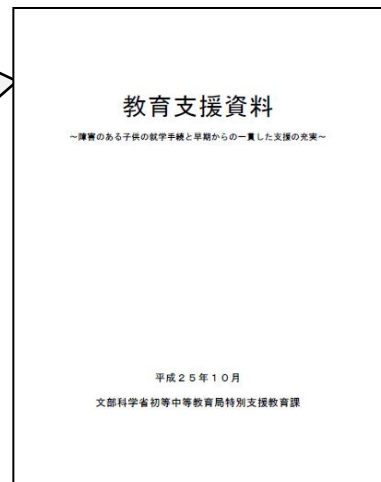 教育支援資料
～障害のある子供の就学手続と早期からの一貫した支援の充実～
平成２５年１０月
文部科学省初等中等教育局特別支援教育課